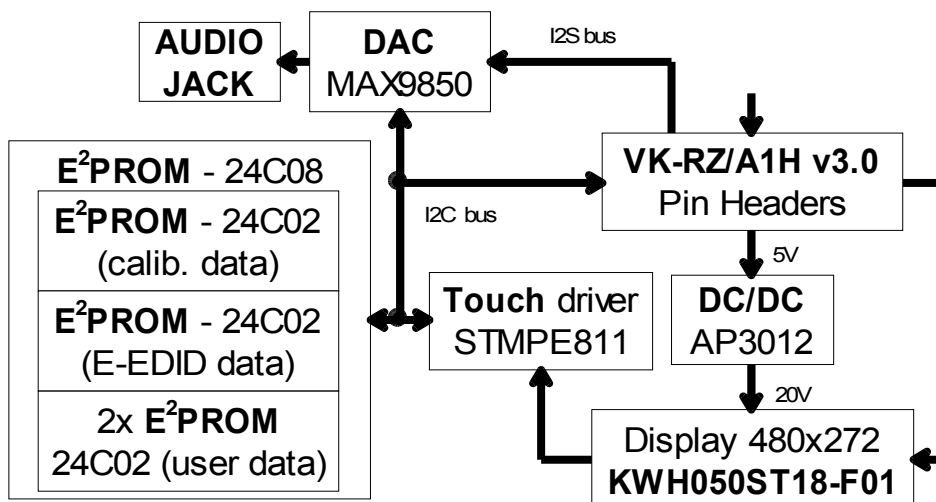 AUDIO
JACK
DAC
MAX9850
I2S bus
E²PROM - 24C08
E²PROM - 24C02
(calib. data)
E²PROM - 24C02
(E-EDID data)
2x E²PROM
24C02 (user data)
I2C bus
VK-RZ/A1H v3.0
Pin Headers
5V
Touch driver
STMPE811
DC/DC
AP3012
20V
Display 480x272
KWH050ST18-F01